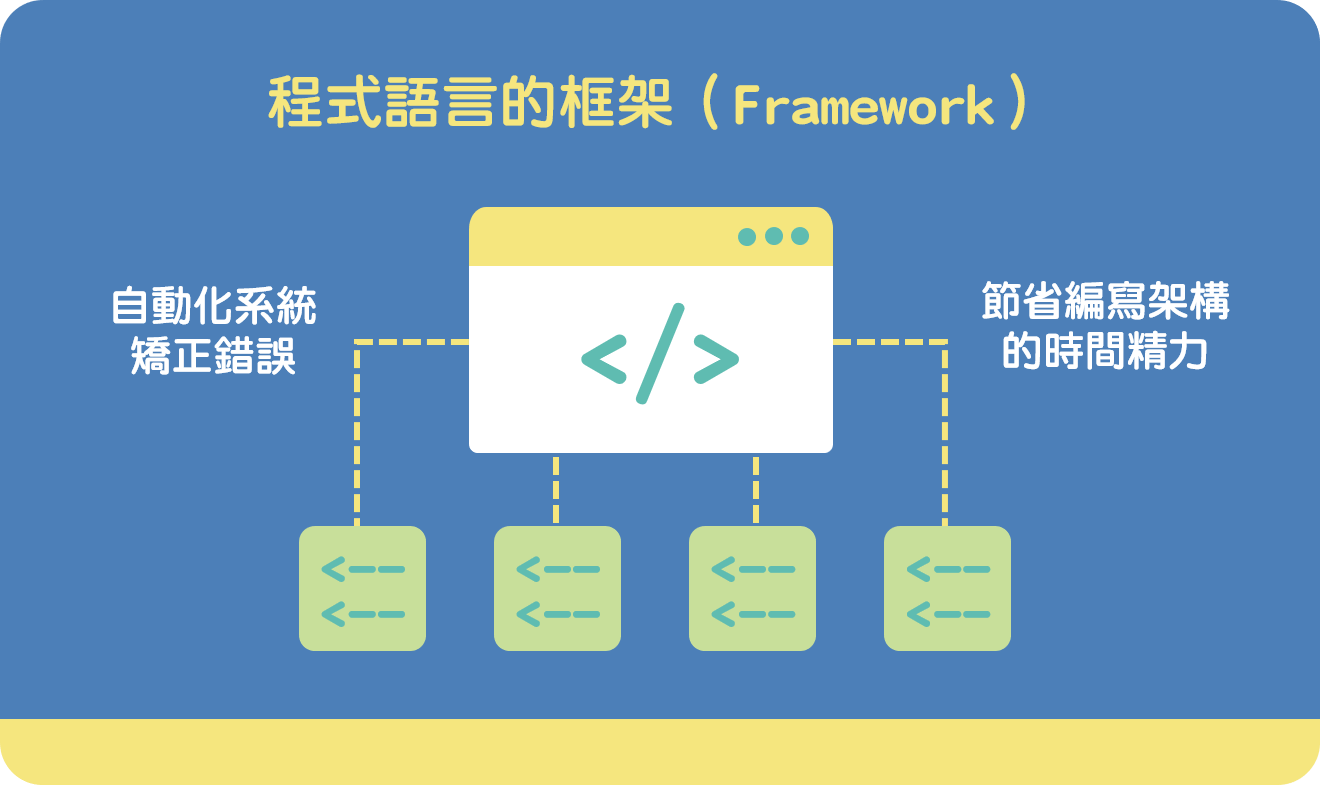 程式語言的框架（Framework）
自動化系統
矯正錯誤
節省編寫架構
的時間精力
</>